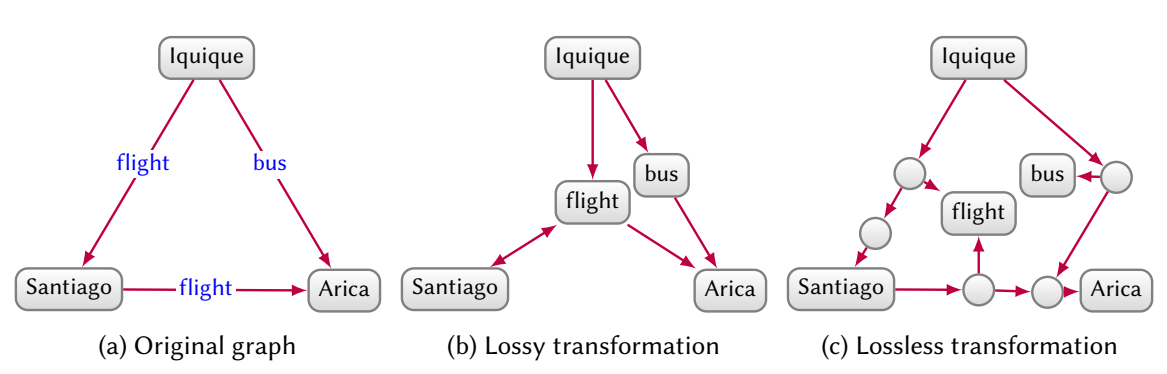 Iquique
flight
bus
Santiago
flight
Arica
(a) Original graph
Iquique
bus
flight
Santiago
Arica
(b) Lossy transformation
Iquique
bus
flight
Santiago
Arica
(c) Lossless transformation